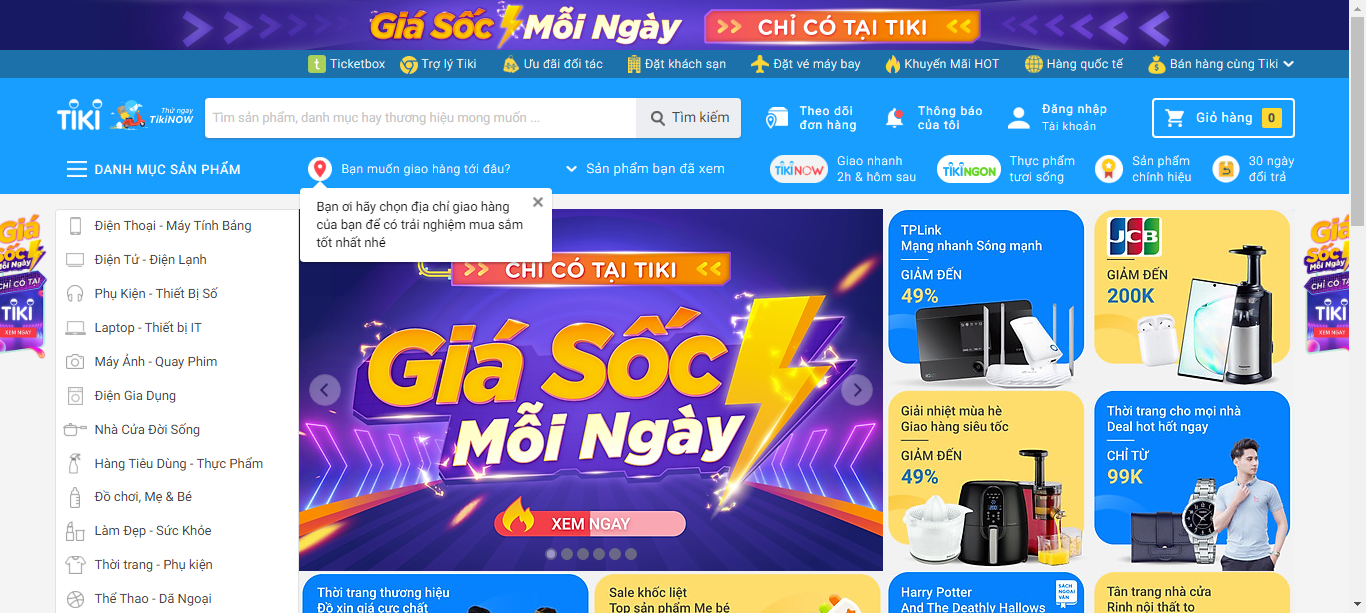 Giá Sốc Mỗi Ngày
CHỈ CÓ TẠI TIKI
Ticketbox
Trợ lý Tiki
Ưu đãi đối tác
Đặt khách sạn
Đặt vé máy bay
Khuyến Mãi HOT
Hàng quốc tế
Bán hàng cùng Tiki
TIKI
Thử ngay
TikiNOW
Tìm sản phẩm, danh mục hay thương hiệu mong muốn ...
Tìm kiếm
Theo dõi
đơn hàng
Thông báo
của tôi
Đăng nhập
Tài khoản
Giỏ hàng 0
DANH MỤC SẢN PHẨM
Bạn muốn giao hàng tới đâu?
Sản phẩm bạn đã xem
TIKINOW
Giao nhanh
2h & hôm sau
TIKINGON
Thực phẩm
tươi sống
Sản phẩm
chính hiệu
30 ngày
đổi trả
Bạn ơi hãy chọn địa chỉ giao hàng
của bạn để có trải nghiệm mua sắm
tốt nhất nhé
Giá
Sốc
Mỗi Ngày
CHỈ CÓ TẠI
TIKI
XEM NGAY
Điện Thoại - Máy Tính Bảng
Điện Tử - Điện Lạnh
Phụ Kiện - Thiết Bị Số
Laptop - Thiết bị IT
Máy Ảnh - Quay Phim
Điện Gia Dụng
Nhà Cửa Đời Sống
Hàng Tiêu Dùng - Thực Phẩm
Đồ chơi, Mẹ & Bé
Làm Đẹp - Sức Khỏe
Thời trang - Phụ kiện
Thể Thao - Dã Ngoại
CHỈ CÓ TẠI TIKI
Giá Sốc
Mỗi Ngày
XEM NGAY
Thời trang thương hiệu
Đồ xịn giá cực chất
Sale khốc liệt
Top sản phẩm Mẹ bé
TPLink
Mạng nhanh Sóng mạnh
GIẢM ĐẾN
49%
JCB
GIẢM ĐẾN
200K
Giải nhiệt mùa hè
Giao hàng siêu tốc
GIẢM ĐẾN
49%
Thời trang cho mọi nhà
Deal hot hốt ngay
CHỈ TỪ
99K
Harry Potter
And The Deathly Hallows
SÁCH
NGOẠI
VĂN
Tân trang nhà cửa
Rinh nội thất to
Giá
Sốc
Mỗi Ngày
CHỈ CÓ TẠI
TIKI
XEM NGAY